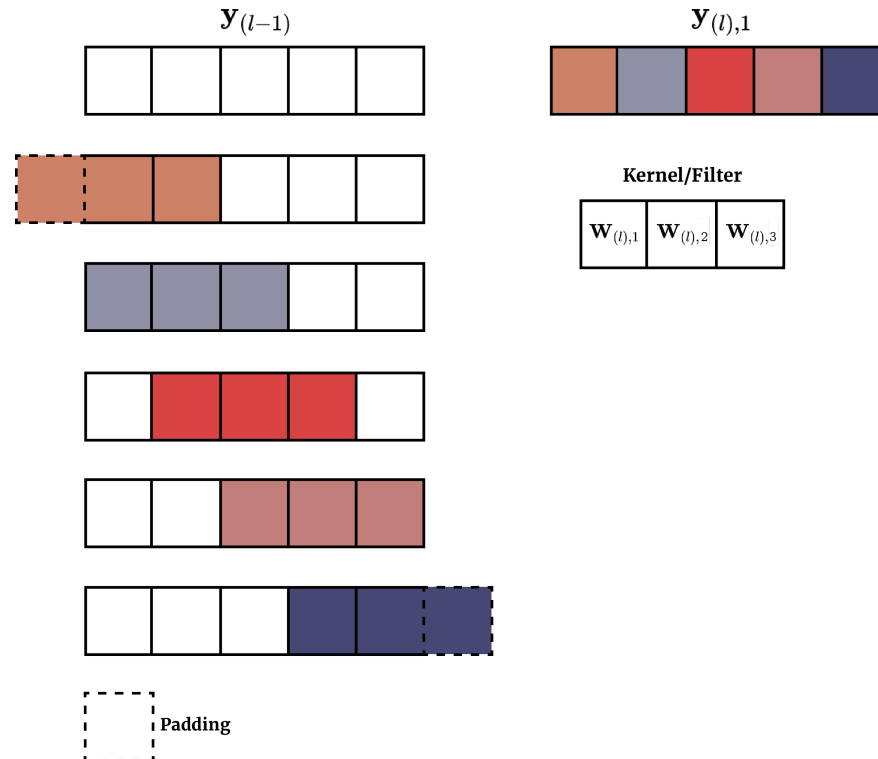 𝐲₍ₗ₋₁₎
𝐲₍ₗ₎,₁
Kernel/Filter
𝐰₍ₗ₎,₁ 𝐰₍ₗ₎,₂ 𝐰₍ₗ₎,₃
Padding